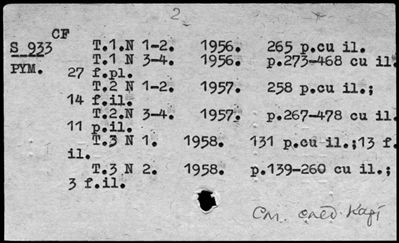 2
CF
S 933 T.1.N 1-2. 1956. 265 p.cu il.
PYM. T.1 N 3-4. 1956. p.273-468 cu il
27 f.pl.
T.2 N 1-2. 1957. 258 p.cu il.;
14 f.il.
T.2.N 3-4. 1957. p.267-478 cu il.
11 p.il.
T.3 N 1. 1958. 131 p.cu il.;13 f.
il.
T.3 N 2. 1958. p.139-260 cu il.;
3 f.il.
См. след. карт